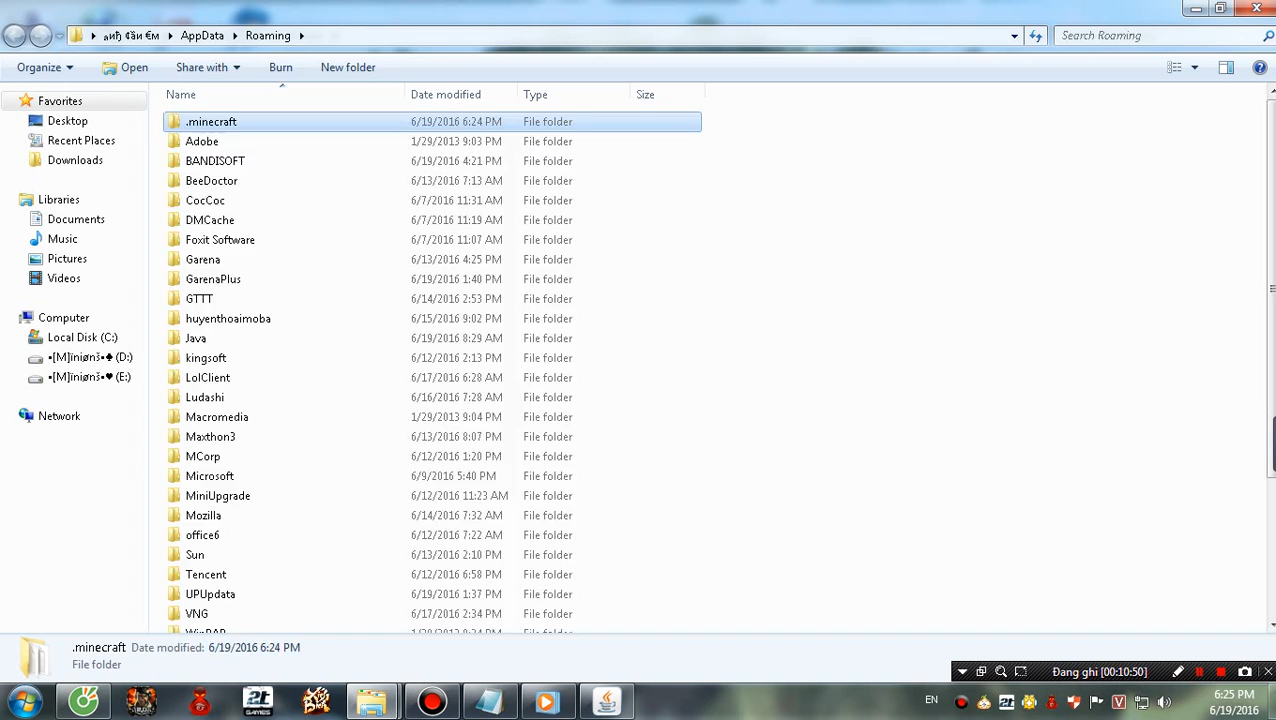 AppData Roaming
Search Roaming
Organize Open Share with Burn New folder
Name Date modified Type Size
Favorites
Desktop
Recent Places
Downloads
Libraries
Documents
Music
Pictures
Videos
Computer
Local Disk (C:)
•[M]ïniønš•♠ (D:)
•[M]ïniønš•♥ (E:)
Network
.minecraft 6/19/2016 6:24 PM File folder
Adobe 1/29/2013 9:03 PM File folder
BANDISOFT 6/19/2016 4:21 PM File folder
BeeDoctor 6/13/2016 7:13 AM File folder
CocCoc 6/7/2016 11:31 AM File folder
DMCache 6/7/2016 11:19 AM File folder
Foxit Software 6/7/2016 11:07 AM File folder
Garena 6/13/2016 4:25 PM File folder
GarenaPlus 6/19/2016 1:40 PM File folder
GTTT 6/14/2016 2:53 PM File folder
huyenthoaimoba 6/15/2016 9:02 PM File folder
Java 6/19/2016 8:29 AM File folder
kingsoft 6/12/2016 2:13 PM File folder
LolClient 6/17/2016 6:28 AM File folder
Ludashi 6/16/2016 7:28 AM File folder
Macromedia 1/29/2013 9:04 PM File folder
Maxthon3 6/13/2016 8:07 PM File folder
MCorp 6/12/2016 1:20 PM File folder
Microsoft 6/9/2016 5:40 PM File folder
MiniUpgrade 6/12/2016 11:23 AM File folder
Mozilla 6/14/2016 7:32 AM File folder
office6 6/12/2016 7:22 AM File folder
Sun 6/13/2016 2:10 PM File folder
Tencent 6/12/2016 6:58 PM File folder
UPUpdata 6/19/2016 1:37 PM File folder
VNG 6/17/2016 2:34 PM File folder
.minecraft Date modified: 6/19/2016 6:24 PM
File folder
Đang ghi [00:10:50]
2t GAMES
EN
6:25 PM
6/19/2016